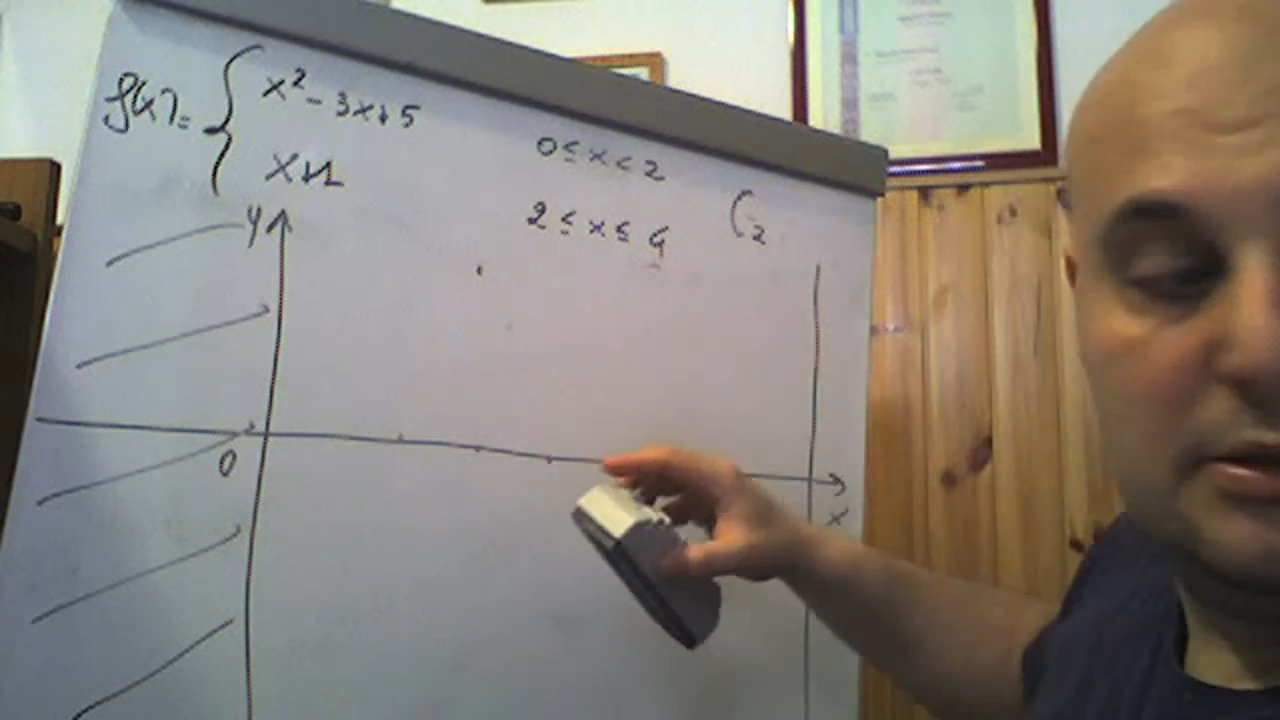 f(x)= { x² - 3x+5   0 ≤ x < 2
x+1   2 ≤ x ≤ 4   C₂
y
0
x